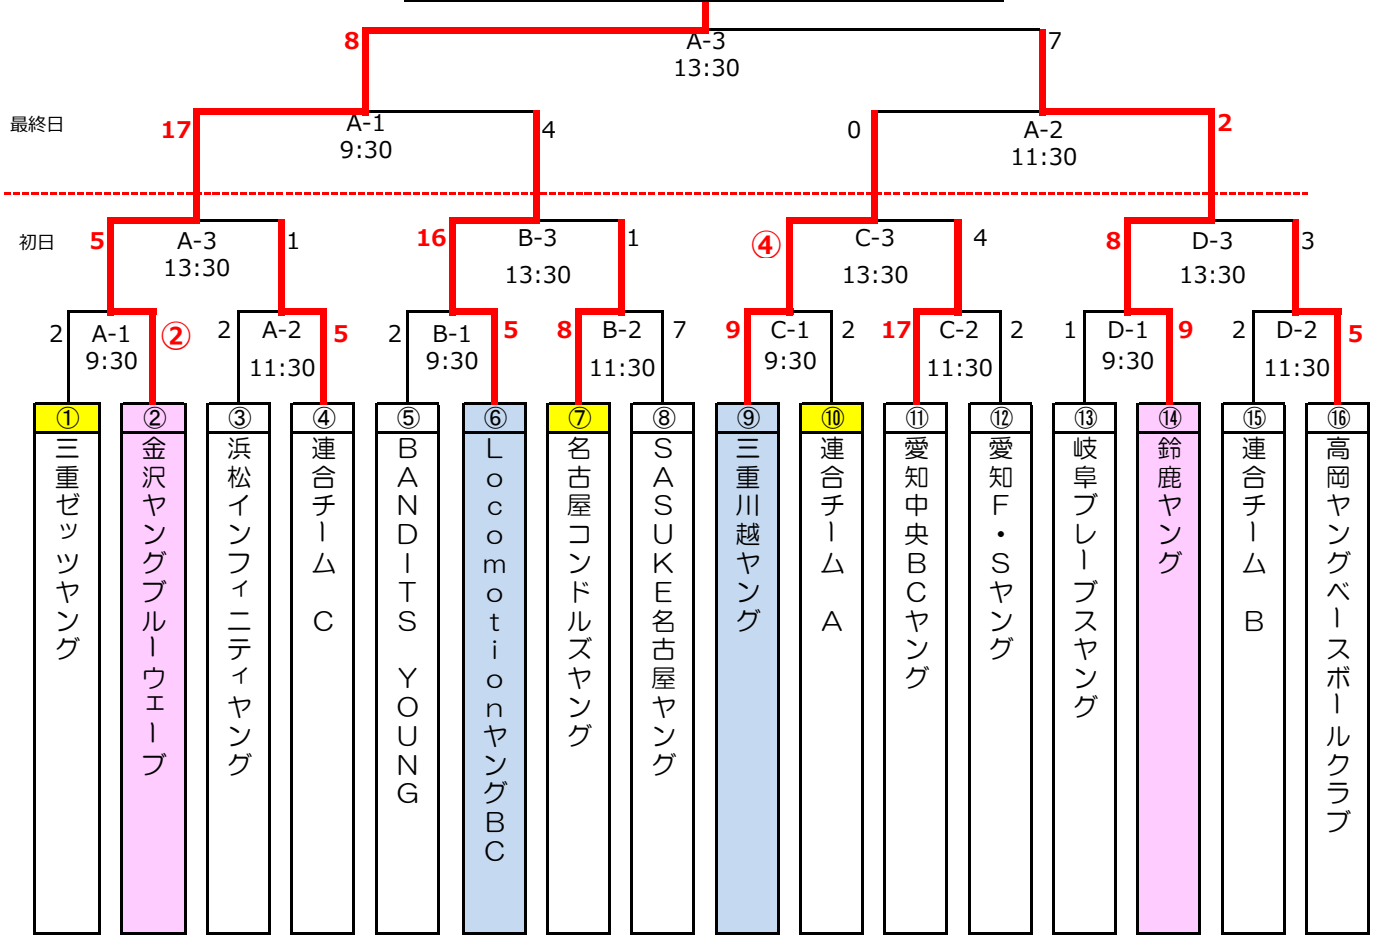 8 A-3 7
13:30
最終日 17 A-1 4 0 A-2 2
9:30 11:30
初日 5 A-3 1 16 B-3 1 ④ C-3 4 8 D-3 3
13:30 13:30 13:30 13:30
2 A-1 ② 2 A-2 5 2 B-1 5 8 B-2 7 9 C-1 2 17 C-2 2 1 D-1 9 2 D-2 5
9:30 11:30 9:30 11:30 9:30 11:30 9:30 11:30
① 三重ゼッツヤング
② 金沢ヤングブルーウェーブ
③ 浜松インフィニティヤング
④ 連合チーム C
⑤ BANDITS YOUNG
⑥ LocomotionヤングBC
⑦ 名古屋コンドルズヤング
⑧ SASUKE名古屋ヤング
⑨ 三重川越ヤング
⑩ 連合チーム A
⑪ 愛知中央BCヤング
⑫ 愛知F・Sヤング
⑬ 岐阜ブレーブスヤング
⑭ 鈴鹿ヤング
⑮ 連合チーム B
⑯ 高岡ヤングベースボールクラブ